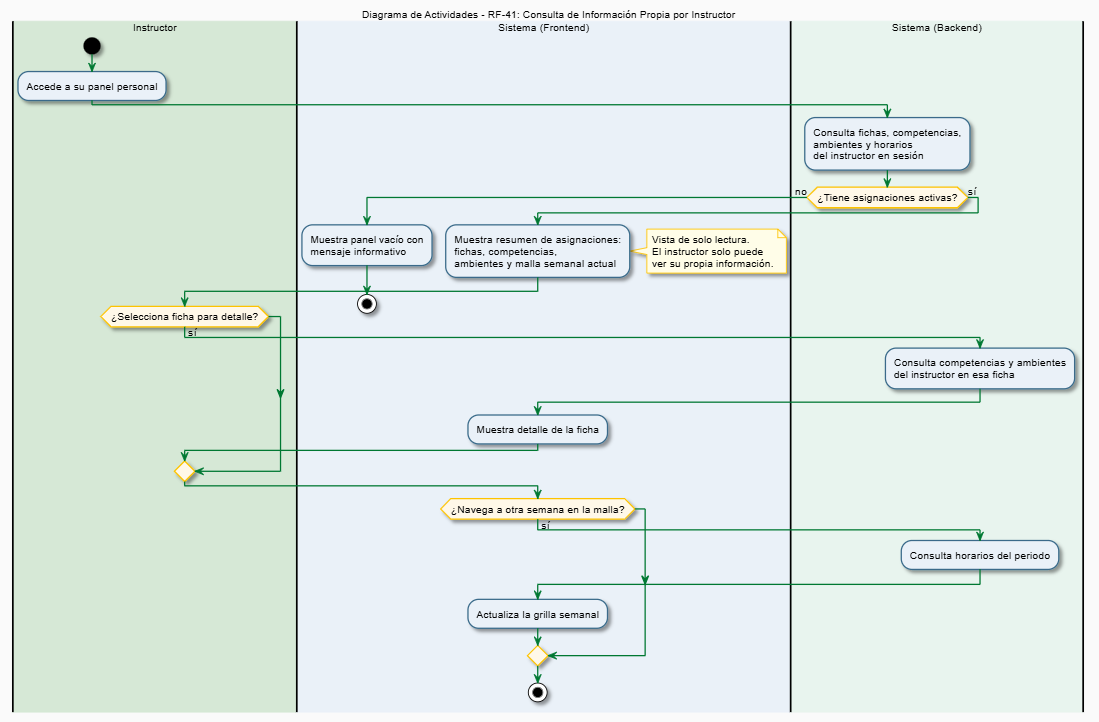 Diagrama de Actividades - RF-41: Consulta de Información Propia por Instructor
Instructor
Sistema (Frontend)
Sistema (Backend)
Accede a su panel personal
Consulta fichas, competencias,
ambientes y horarios
del instructor en sesión
no
¿Tiene asignaciones activas?
sí
Muestra panel vacío con
mensaje informativo
Muestra resumen de asignaciones:
fichas, competencias,
ambientes y malla semanal actual
Vista de solo lectura.
El instructor solo puede
ver su propia información.
¿Selecciona ficha para detalle?
sí
Consulta competencias y ambientes
del instructor en esa ficha
Muestra detalle de la ficha
¿Navega a otra semana en la malla?
sí
Consulta horarios del periodo
Actualiza la grilla semanal